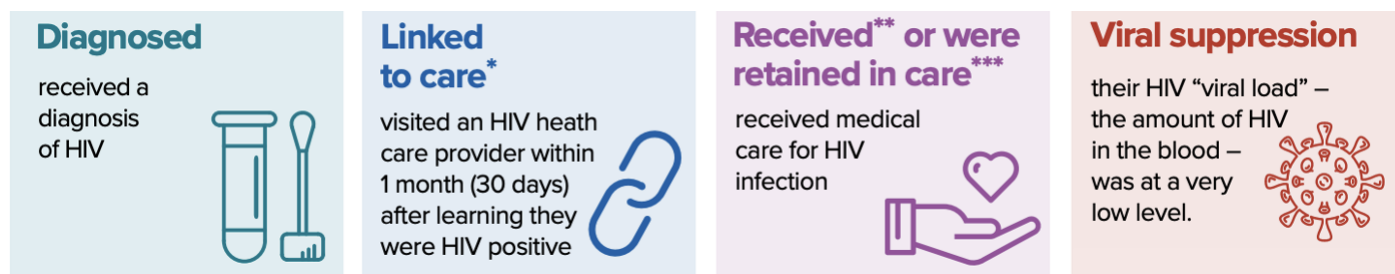 Diagnosed
received a
diagnosis
of HIV
Linked
to care*
visited an HIV heath
care provider within
1 month (30 days)
after learning they
were HIV positive
Received** or were
retained in care***
received medical
care for HIV
infection
Viral suppression
their HIV “viral load” –
the amount of HIV
in the blood –
was at a very
low level.